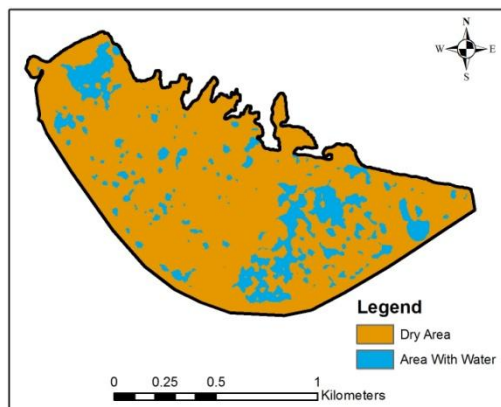 N
W E
S
Legend
Dry Area
Area With Water
0 0.25 0.5 1
Kilometers